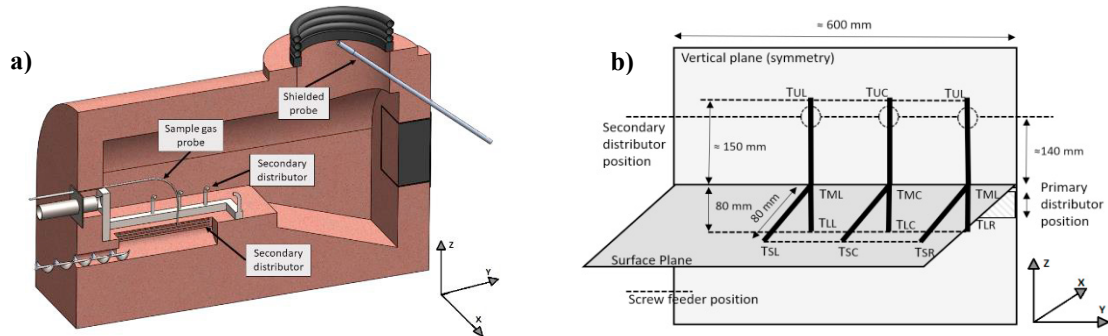 a)
Shielded
probe
Sample gas
probe
Secondary
distributor
Secondary
distributor
Z
Y
X
b)
≈ 600 mm
Vertical plane (symmetry)
TUL
TUC
TUL
Secondary
distributor
position
≈ 150 mm
≈140 mm
80 mm
80 mm
TML
TMC
TML
Primary
distributor
position
TLL
TLC
TLR
TSL
TSC
TSR
Surface Plane
Screw feeder position
Z
X
Y